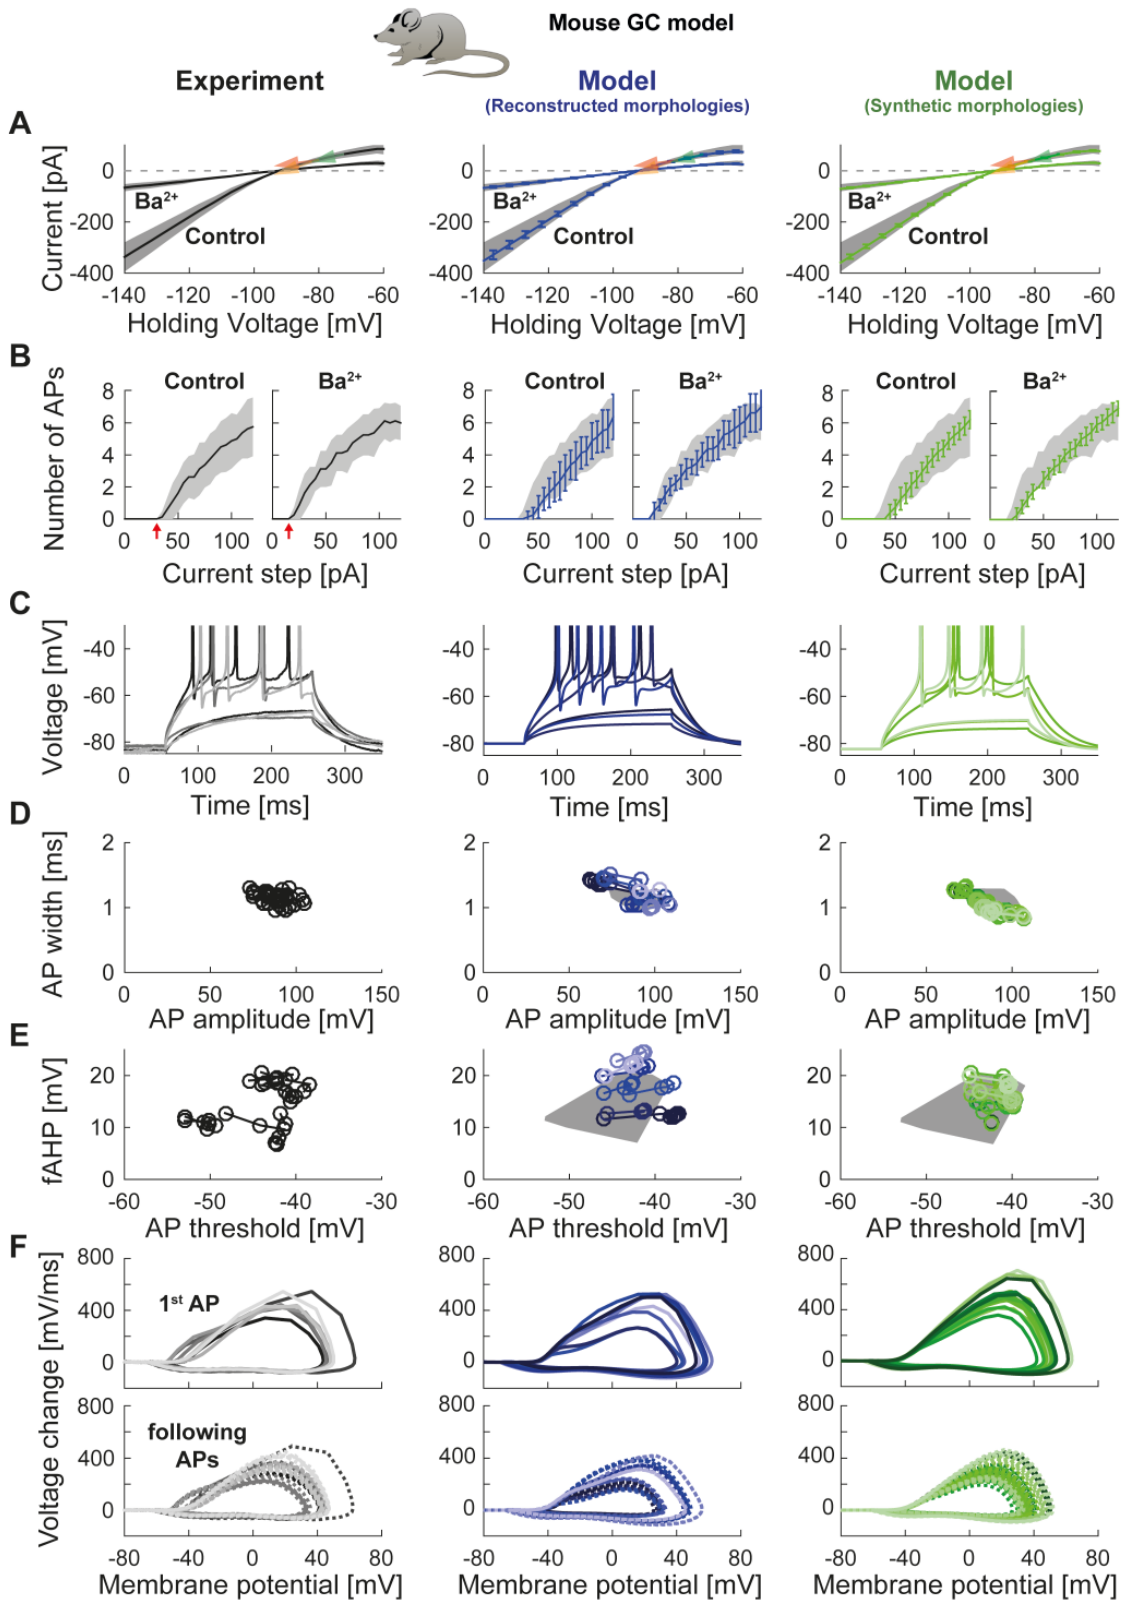 Mouse GC model
Experiment
Model
(Reconstructed morphologies)
Model
(Synthetic morphologies)
A
Current [pA]
0
-200
-400
Ba2+
Control
-140 -120 -100 -80 -60
Holding Voltage [mV]
0
-200
-400
Ba2+
Control
-140 -120 -100 -80 -60
Holding Voltage [mV]
0
-200
-400
Ba2+
Control
-140 -120 -100 -80 -60
Holding Voltage [mV]
B
Number of APs
Control Ba2+
8
6
4
2
0
0 50 100 0 50 100
Current step [pA]
Control Ba2+
8
6
4
2
0
0 50 100 0 50 100
Current step [pA]
Control Ba2+
8
6
4
2
0
0 50 100 0 50 100
Current step [pA]
C
Voltage [mV]
-40
-60
-80
0 100 200 300
Time [ms]
-40
-60
-80
0 100 200 300
Time [ms]
-40
-60
-80
0 100 200 300
Time [ms]
D
AP width [ms]
2
1
0
0 50 100 150
AP amplitude [mV]
2
1
0
0 50 100 150
AP amplitude [mV]
2
1
0
0 50 100 150
AP amplitude [mV]
E
fAHP [mV]
20
10
0
-60 -50 -40 -30
AP threshold [mV]
20
10
0
-60 -50 -40 -30
AP threshold [mV]
20
10
0
-60 -50 -40 -30
AP threshold [mV]
F
Voltage change [mV/ms]
800
400
0
1st AP
800
400
0
800
400
0
800
400
0
following
APs
-80 -40 0 40 80
Membrane potential [mV]
800
400
0
-80 -40 0 40 80
Membrane potential [mV]
800
400
0
-80 -40 0 40 80
Membrane potential [mV]